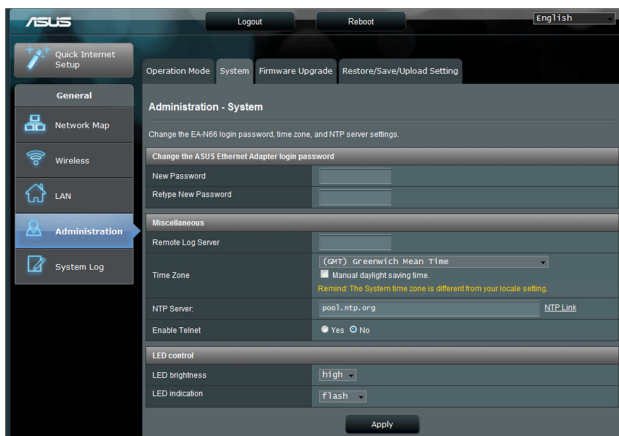 ASUS
Logout
Reboot
English
Quick Internet
Setup
General
Network Map
Wireless
LAN
Administration
System Log
Operation Mode System Firmware Upgrade Restore/Save/Upload Setting
Administration - System
Change the EA-N66 login password, time zone, and NTP server settings.
Change the ASUS Ethernet Adapter login password
New Password
Retype New Password
Miscellaneous
Remote Log Server
Time Zone
(GMT) Greenwich Mean Time
Manual daylight saving time.
Remind: The System time zone is different from your locale setting.
NTP Server: pool.ntp.org NTP Link
Enable Telnet Yes No
LED control
LED brightness high
LED indication flash
Apply